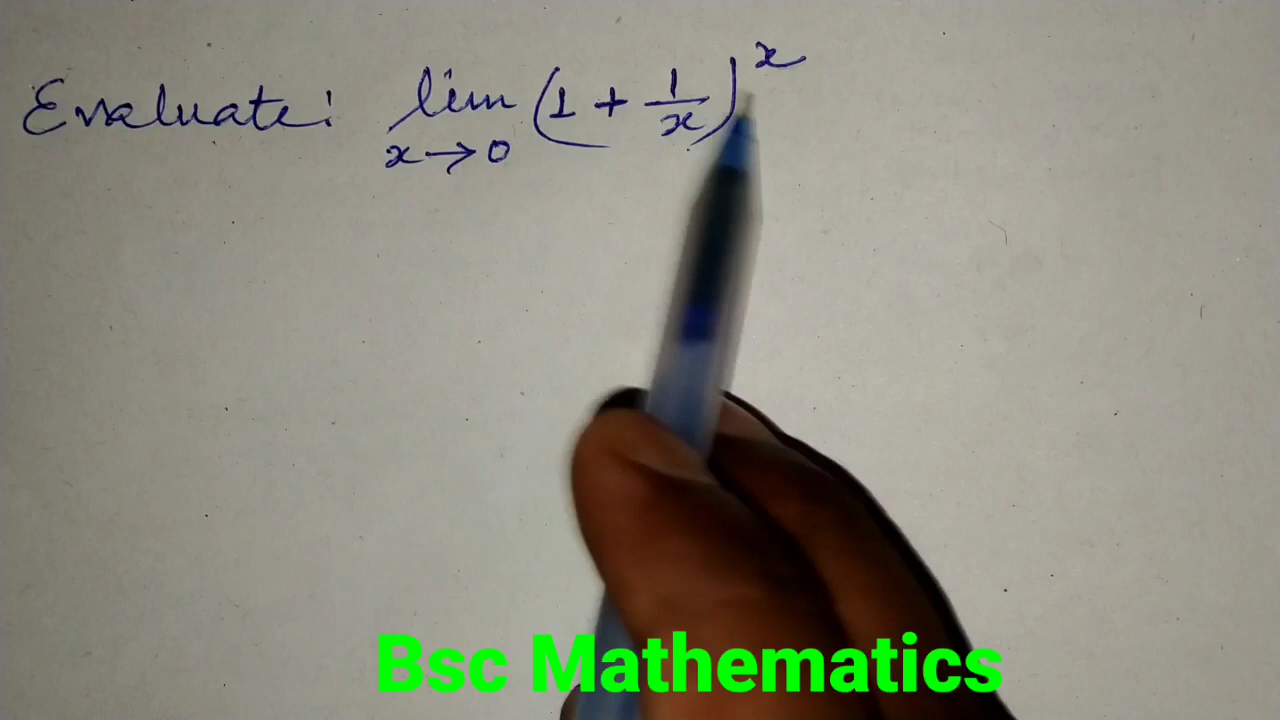 Evaluate: lim (1 + 1/x)^x
x→0
Bsc Mathematics